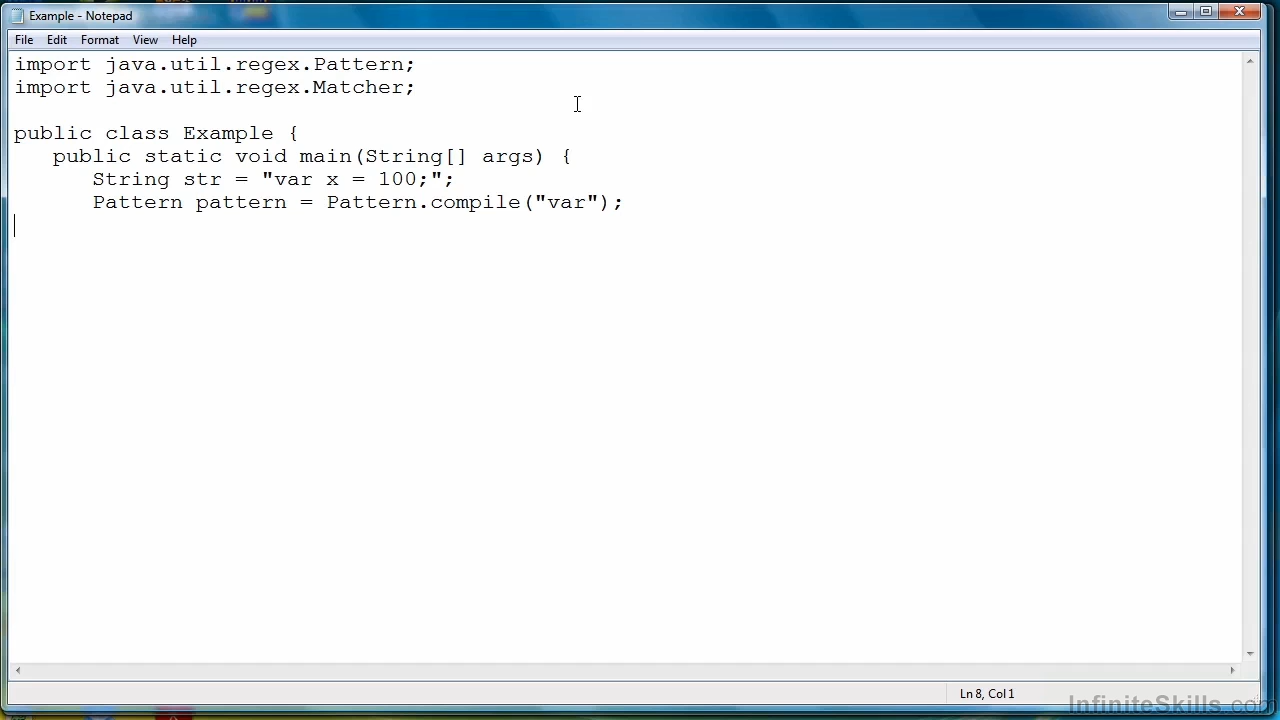 Example - Notepad
File Edit Format View Help
import java.util.regex.Pattern;
import java.util.regex.Matcher;
public class Example {
public static void main(String[] args) {
String str = "var x = 100;";
Pattern pattern = Pattern.compile("var");
Ln 8, Col 1
InfiniteSkills.com